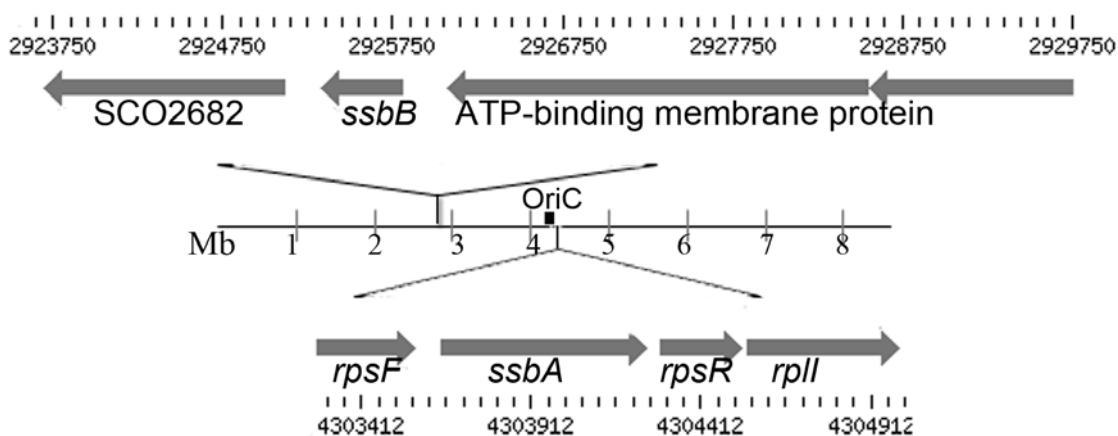 2923750 2924750 2925750 2926750 2927750 2928750 2929750
SCO2682 ssbB ATP-binding membrane protein
OriC
Mb 1 2 3 4 5 6 7 8
rpsF ssbA rpsR rplI
4303412 4303912 4304412 4304912